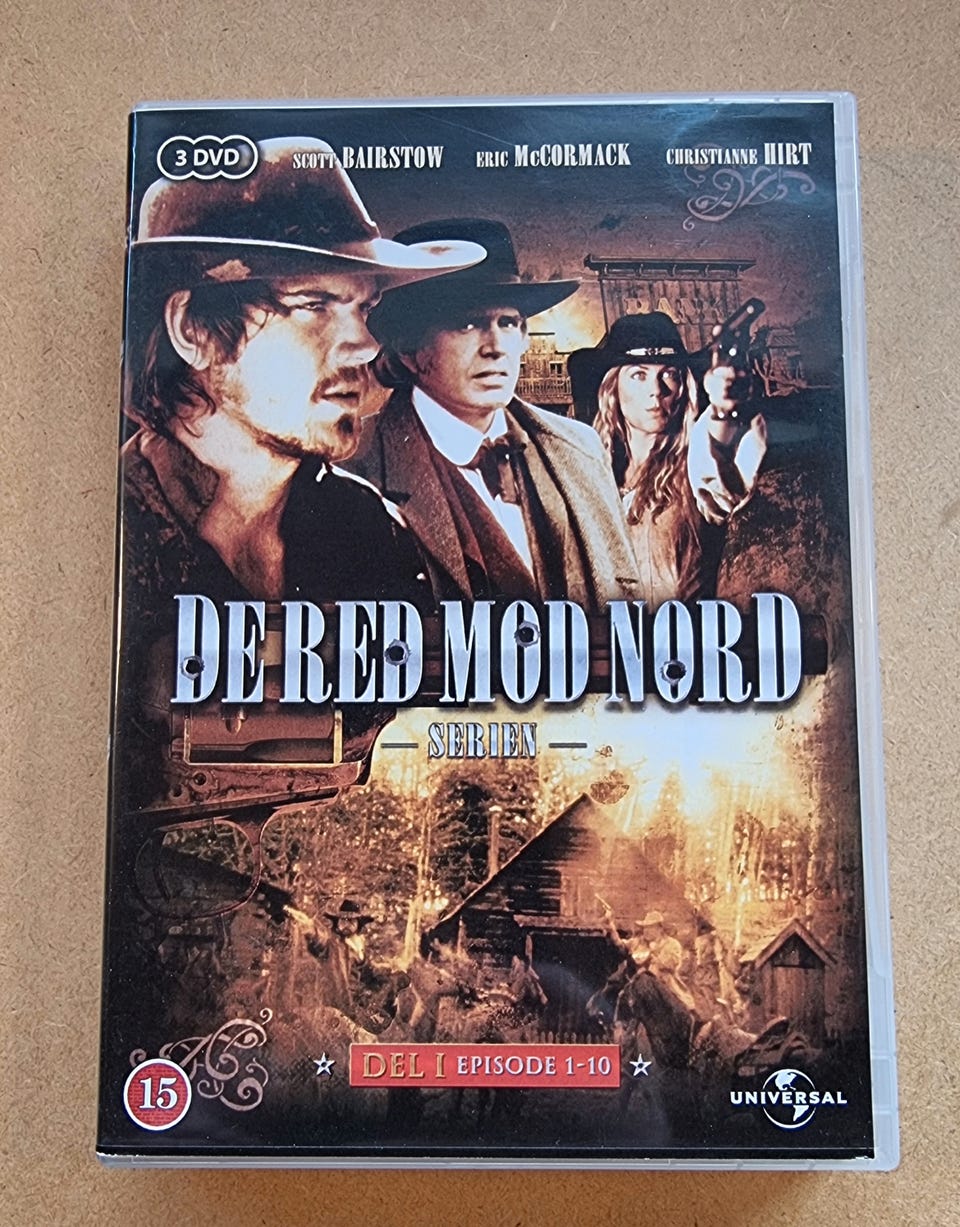 3 DVD
SCOTT BAIRSTOW ERIC McCORMACK CHRISTIANNE HIRT
BANK
DE RED MOD NORD
SERIEN
DEL I EPISODE 1-10
15
UNIVERSAL